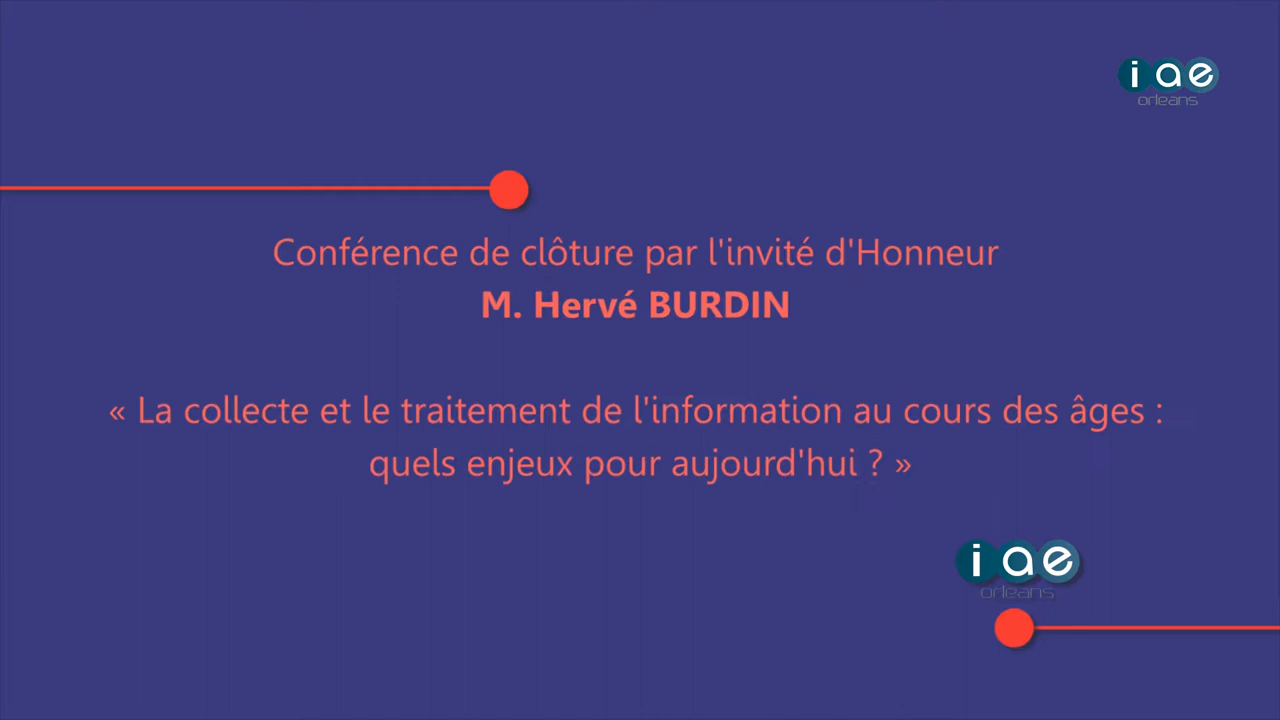 iae
orleans
Conférence de clôture par l'invité d'Honneur
M. Hervé BURDIN
« La collecte et le traitement de l'information au cours des âges :
quels enjeux pour aujourd'hui ? »
iae
orleans